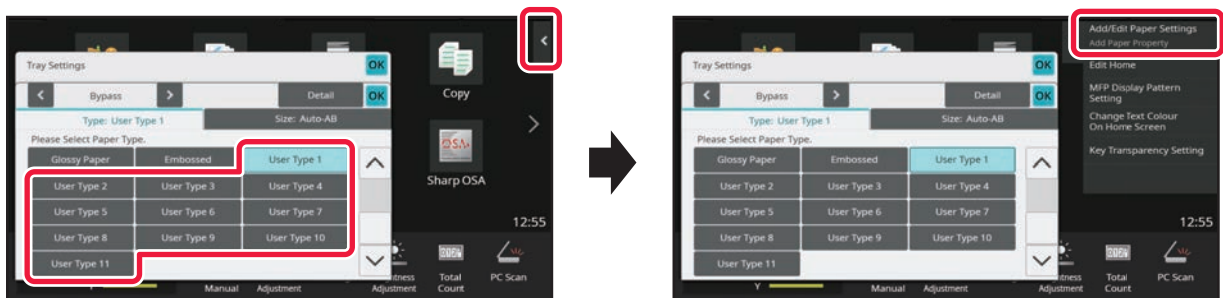 Tray Settings
OK
Bypass
Detail
OK
Type: User Type 1
Size: Auto-AB
Please Select Paper Type.
Glossy Paper
Embossed
User Type 1
User Type 2
User Type 3
User Type 4
User Type 5
User Type 6
User Type 7
User Type 8
User Type 9
User Type 10
User Type 11
Copy
OSA
Sharp OSA
12:55
Y
Manual
Adjustment
Adjustment
Total
Count
PC Scan
Tray Settings
OK
Bypass
Detail
OK
Type: User Type 1
Size: Auto-AB
Please Select Paper Type.
Glossy Paper
Embossed
User Type 1
User Type 2
User Type 3
User Type 4
User Type 5
User Type 6
User Type 7
User Type 8
User Type 9
User Type 10
User Type 11
Add/Edit Paper Settings
Add Paper Property
Edit Home
MFP Display Pattern
Setting
Change Text Colour
On Home Screen
Key Transparency Setting
12:55
Y
Manual
Adjustment
Adjustment
Total
Count
PC Scan